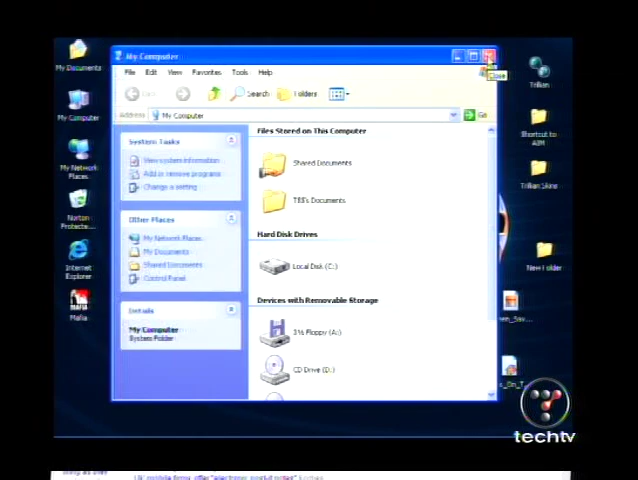 My Documents
My Computer
My Network Places
Norton Protecte...
Internet Explorer
Mafia
My Computer
File Edit View Favorites Tools Help
Close
Back Search Folders
Address My Computer Go
System Tasks
View system information
Add or remove programs
Change a setting
Other Places
My Network Places
My Documents
Shared Documents
Control Panel
Details
My Computer
System Folder
Files Stored on This Computer
Shared Documents
Documents
Hard Disk Drives
Local Disk (C:)
Devices with Removable Storage
3½ Floppy (A:)
CD Drive (D:)
Trillian
Shortcut to AIM
Trillian Skins
New Folder
techtv